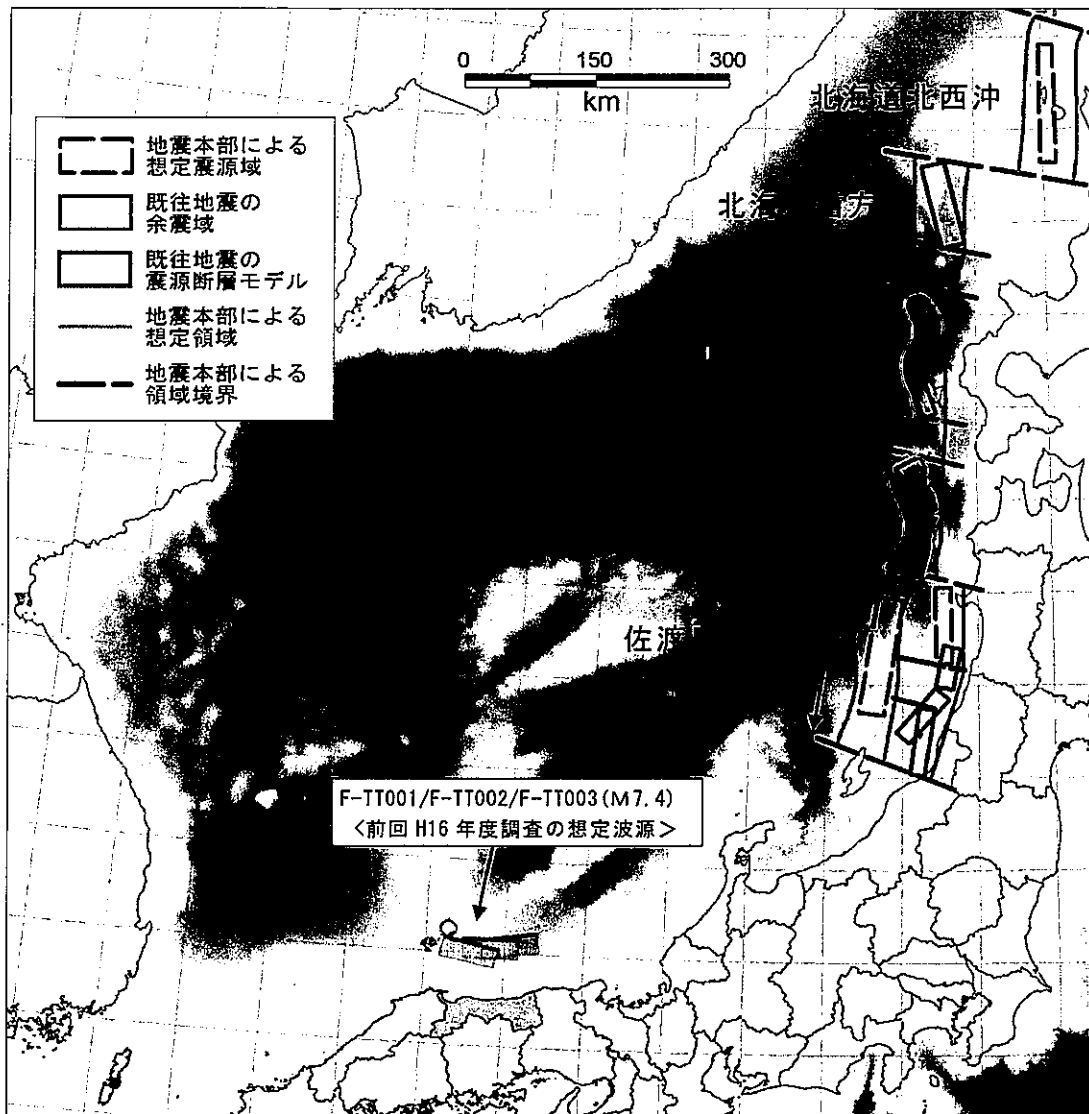 0 150 300
km
北海道北西沖
地震本部による
想定震源域
既往地震の
余震域
北海 方
既往地震の
震源断層モデル
地震本部による
想定領域
地震本部による
領域境界
佐渡
F-TT001/F-TT002/F-TT003(M7.4)
<前回 H16 年度調査の想定波源>